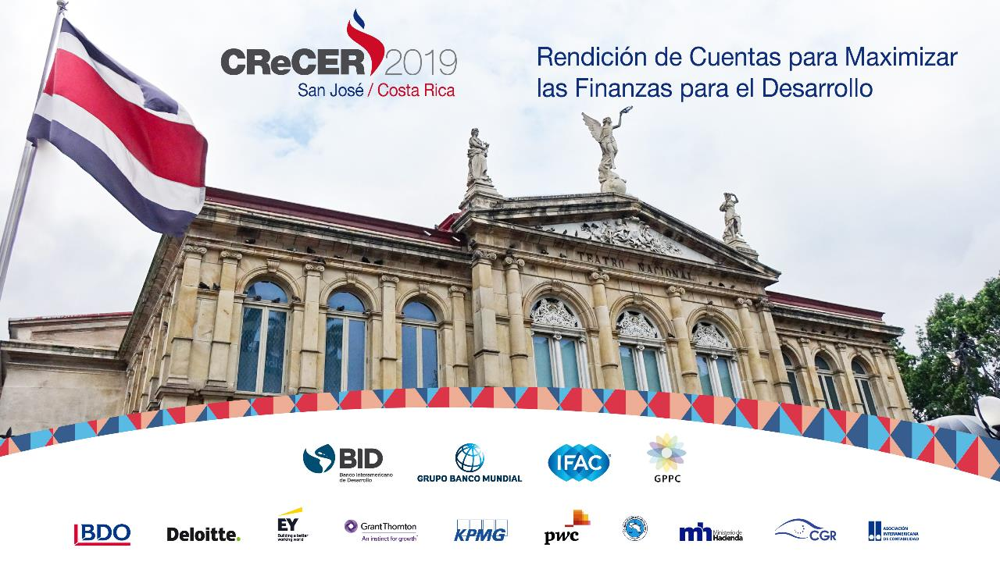 CReCER 2019
San José / Costa Rica
Rendición de Cuentas para Maximizar
las Finanzas para el Desarrollo
TEATRO NACIONAL
BID
Banco Interamericano
de Desarrollo
GRUPO BANCO MUNDIAL
IFAC
GPPC
BDO
Deloitte.
EY
Building a better
working world
GrantThornton
An instinct for growth
KPMG
pwc
mh Ministerio de
Hacienda
CGR
ASOCIACIÓN
INTERAMERICANA
DE CONTABILIDAD